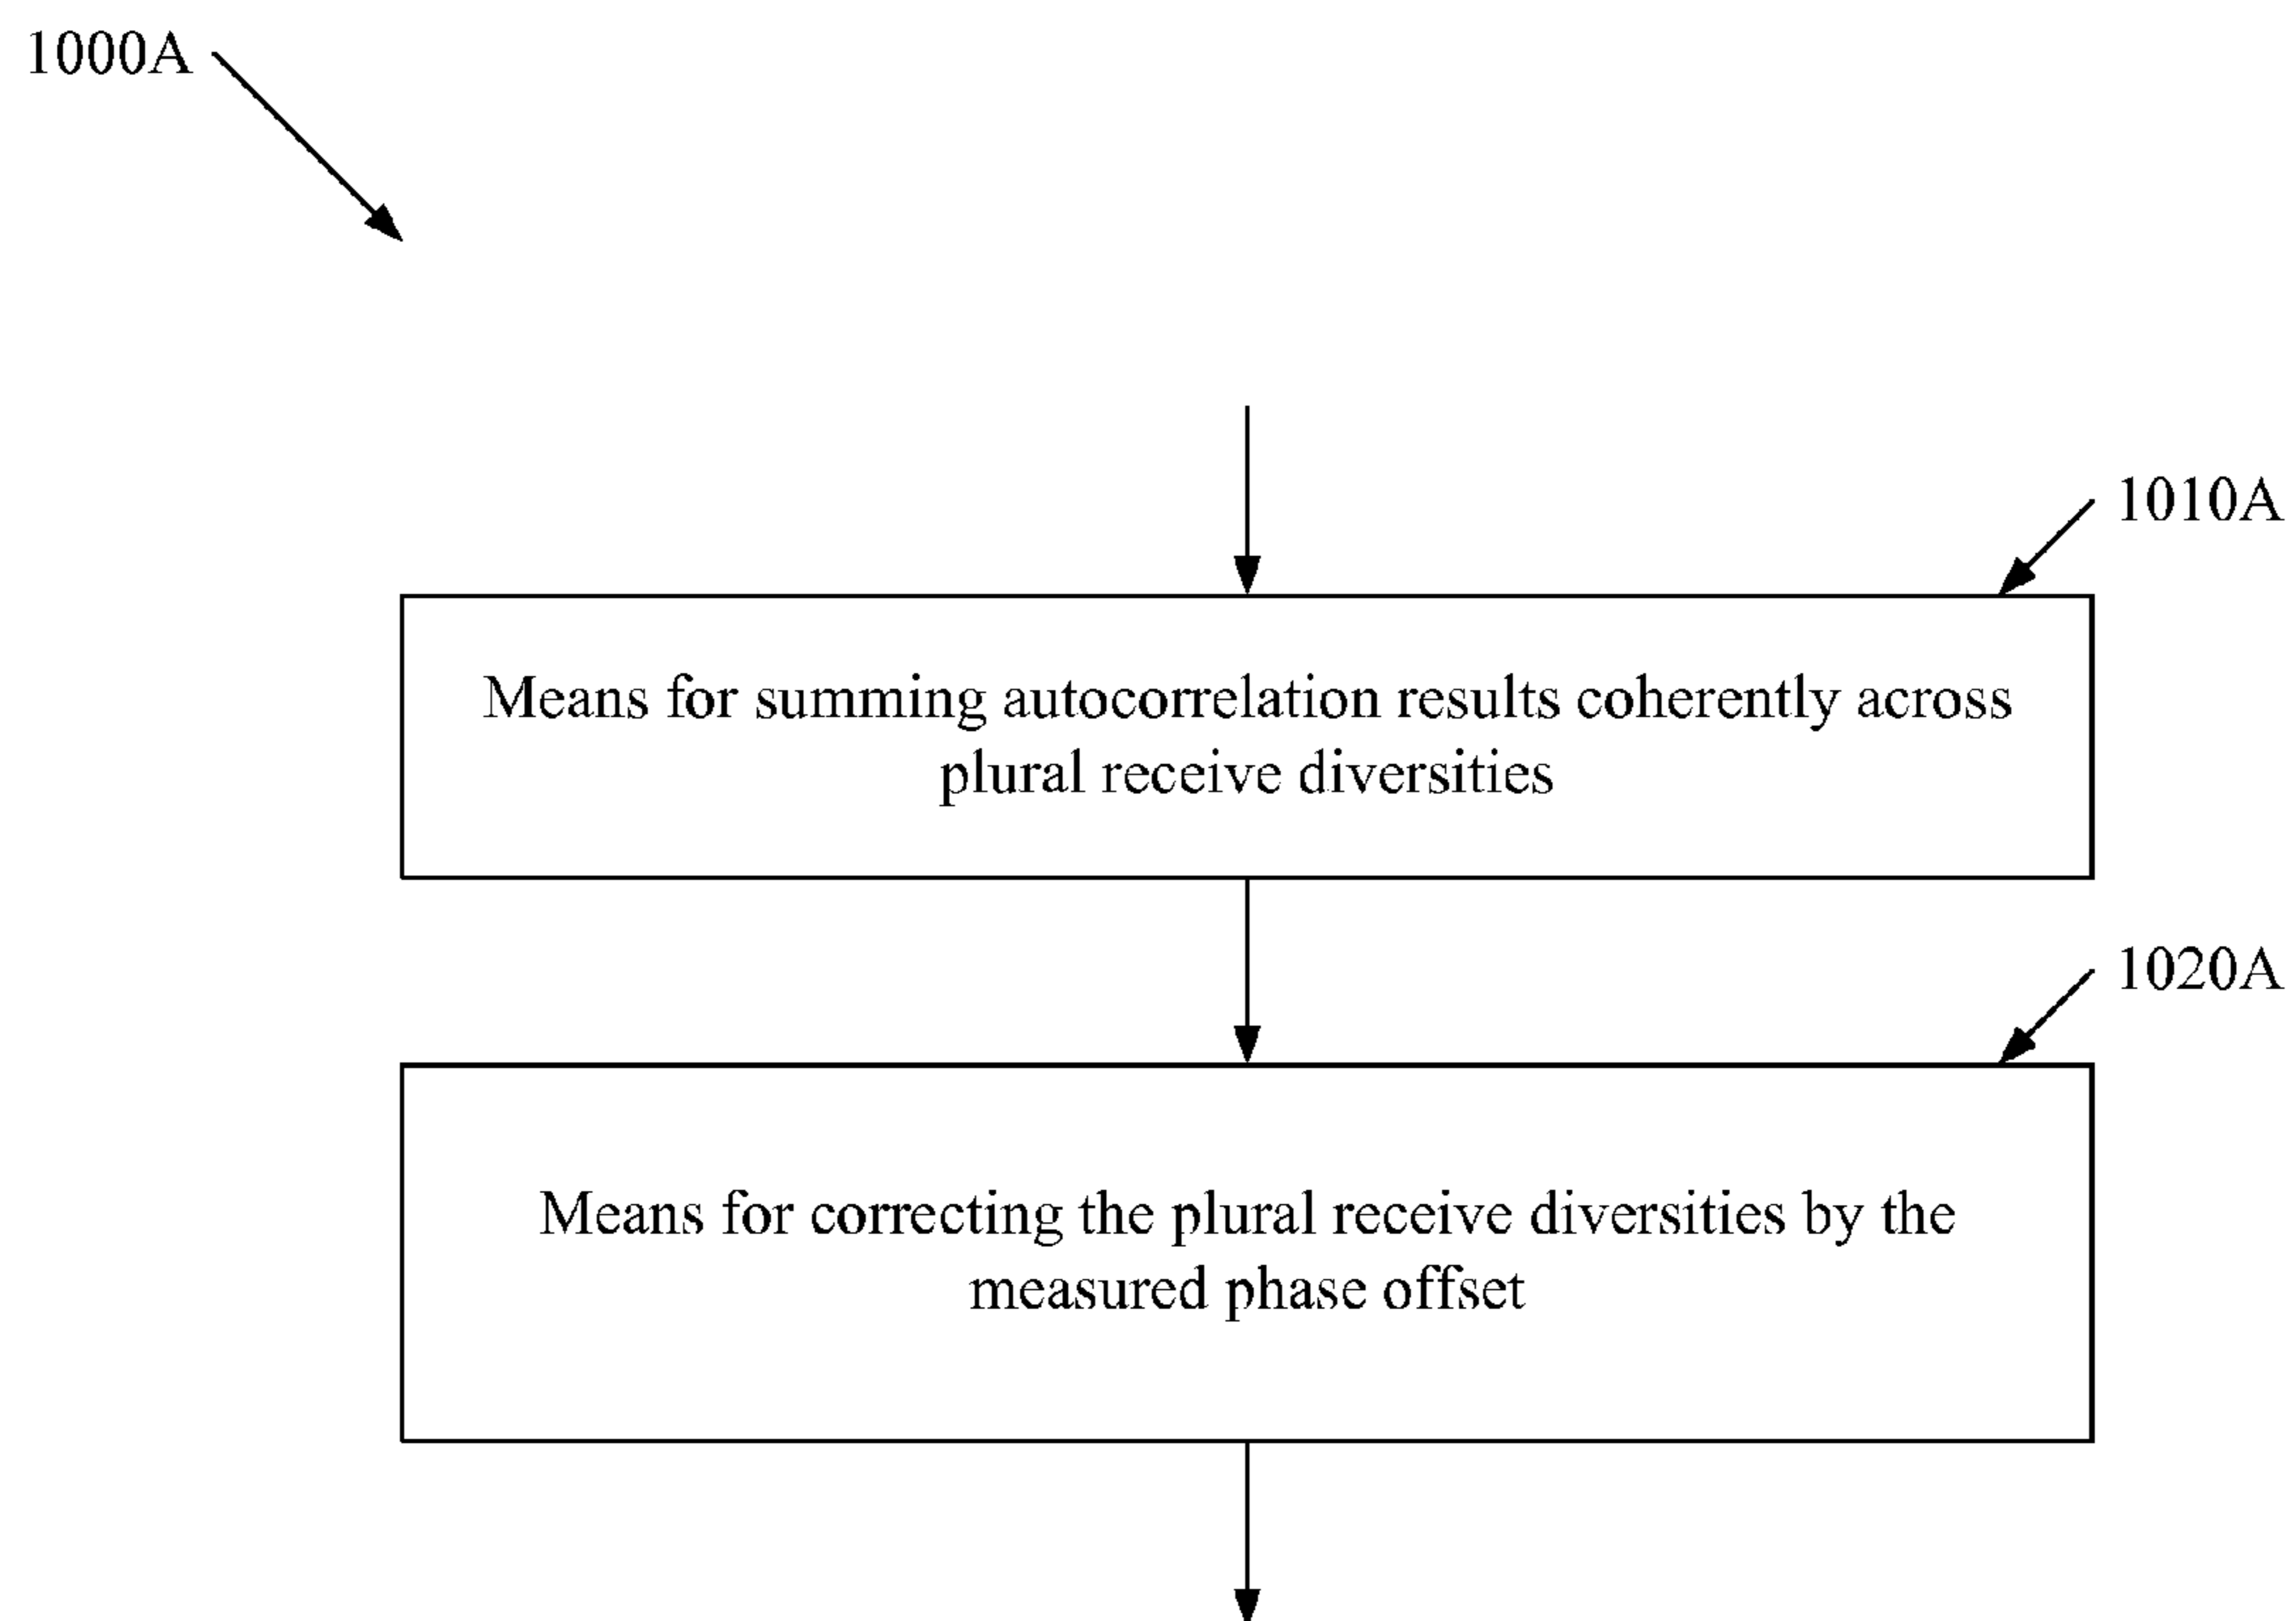 1000A
1010A
Means for summing autocorrelation results coherently across
plural receive diversities
1020A
Means for correcting the plural receive diversities by the
measured phase offset